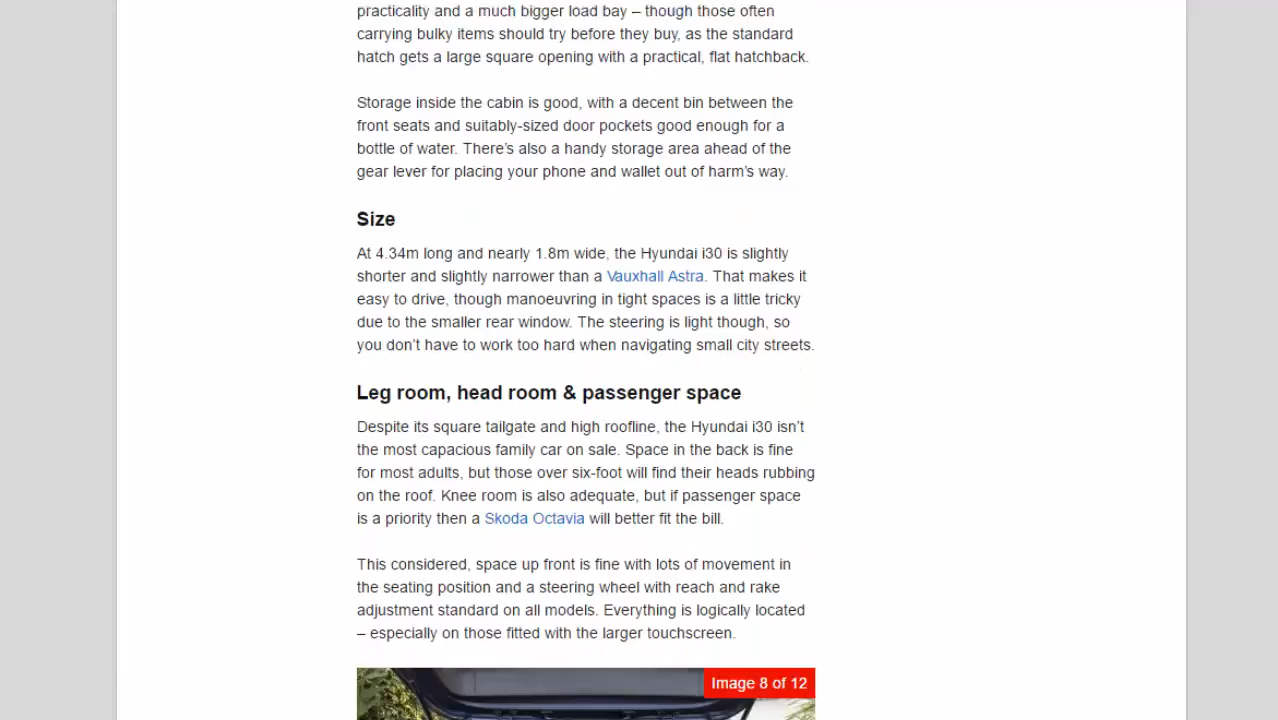 practicality and a much bigger load bay – though those often
carrying bulky items should try before they buy, as the standard
hatch gets a large square opening with a practical, flat hatchback.
Storage inside the cabin is good, with a decent bin between the
front seats and suitably-sized door pockets good enough for a
bottle of water. There’s also a handy storage area ahead of the
gear lever for placing your phone and wallet out of harm’s way.
Size
At 4.34m long and nearly 1.8m wide, the Hyundai i30 is slightly
shorter and slightly narrower than a Vauxhall Astra. That makes it
easy to drive, though manoeuvring in tight spaces is a little tricky
due to the smaller rear window. The steering is light though, so
you don’t have to work too hard when navigating small city streets.
Leg room, head room & passenger space
Despite its square tailgate and high roofline, the Hyundai i30 isn’t
the most capacious family car on sale. Space in the back is fine
for most adults, but those over six-foot will find their heads rubbing
on the roof. Knee room is also adequate, but if passenger space
is a priority then a Skoda Octavia will better fit the bill.
This considered, space up front is fine with lots of movement in
the seating position and a steering wheel with reach and rake
adjustment standard on all models. Everything is logically located
– especially on those fitted with the larger touchscreen.
Image 8 of 12